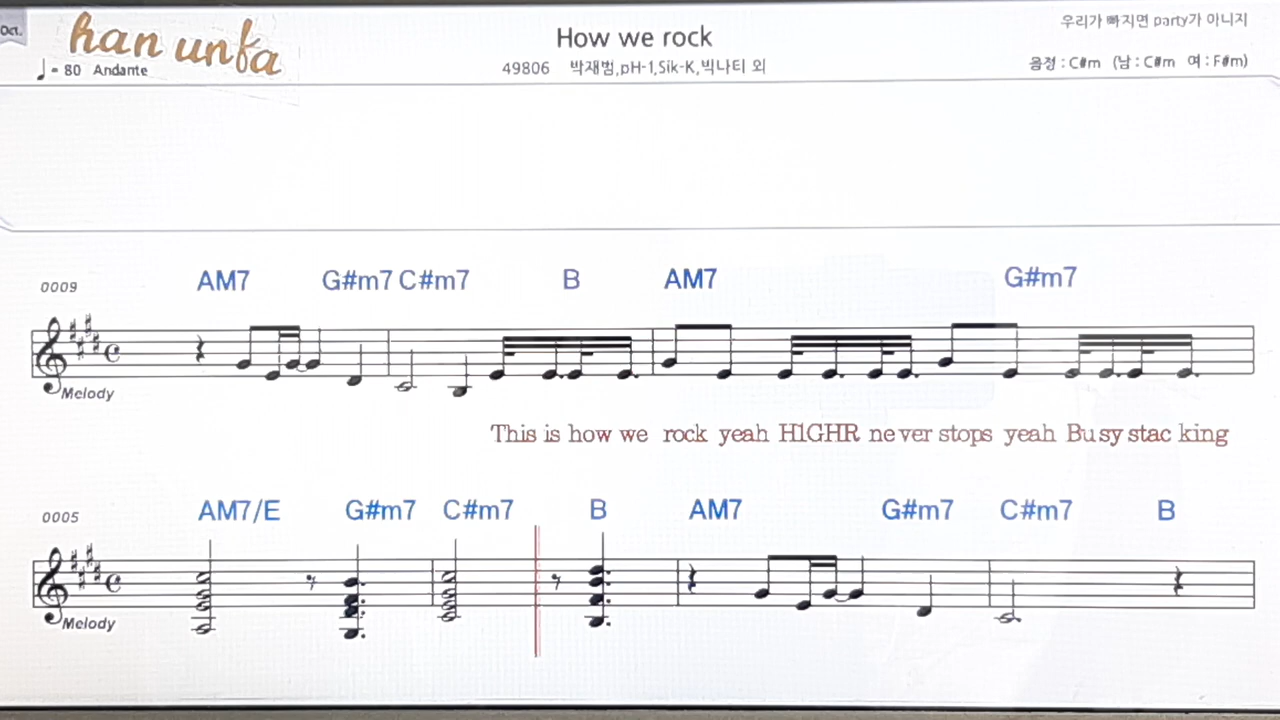 Oct.
han unfa
How we rock
우리가 빠지면 party가 아니지
♩ = 80 Andante
49806 박재범,pH-1,Sik-K,빅나티 외
음정 : C#m (남 : C#m 여 : F#m)
0009 AM7 G#m7 C#m7 B AM7 G#m7
Melody
This is how we rock yeah H1GHR never stops yeah Busy stac king
0005 AM7/E G#m7 C#m7 B AM7 G#m7 C#m7 B
Melody